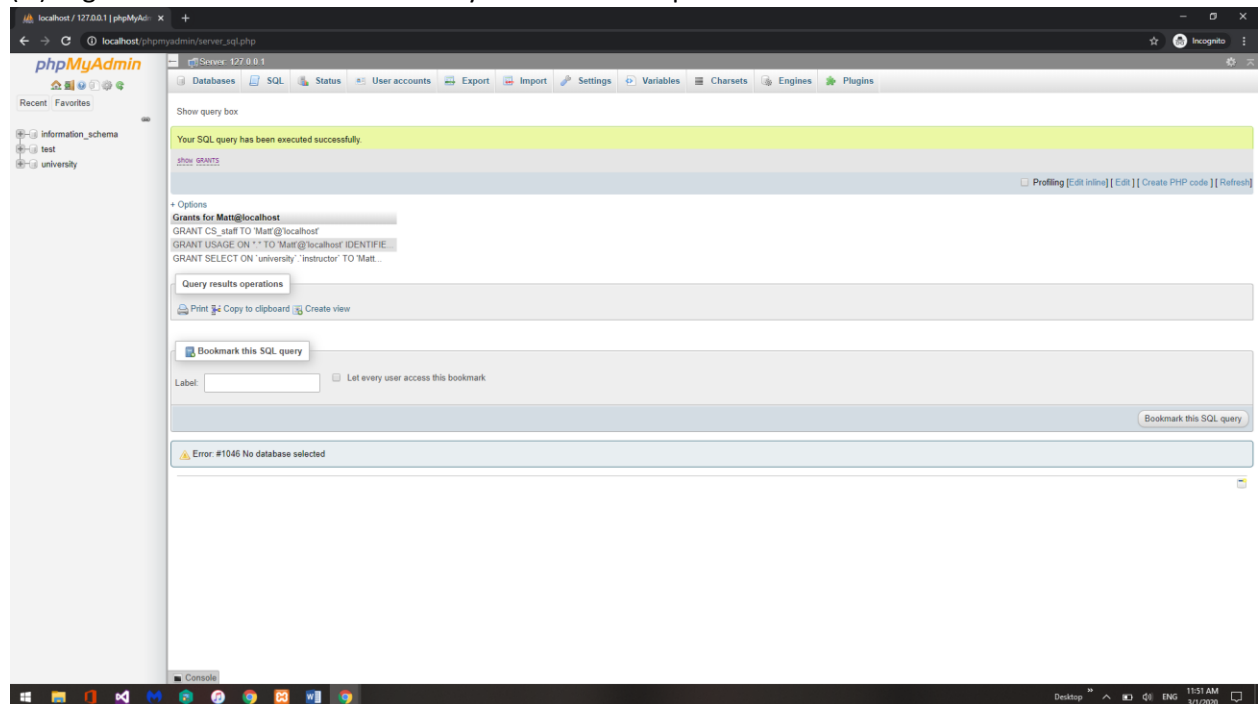 localhost / 127.0.0.1 | phpMyAd
localhost/phpmyadmin/server_sql.php
Incognito
phpMyAdmin
Server: 127.0.0.1
Databases SQL Status User accounts Export Import Settings Variables Charsets Engines Plugins
Recent Favorites
Show query box
information_schema
test
university
Your SQL query has been executed successfully.
show GRANTS
Profiling [Edit inline] [ Edit ] [ Create PHP code ] [ Refresh]
+ Options
Grants for Matt@localhost
GRANT CS_staff TO 'Matt'@'localhost'
GRANT USAGE ON *.* TO 'Matt'@'localhost' IDENTIFIE...
GRANT SELECT ON `university`.`instructor` TO 'Matt...
Query results operations
Print Copy to clipboard Create view
Bookmark this SQL query
Label: Let every user access this bookmark
Bookmark this SQL query
Error: #1046 No database selected
Console
Desktop ENG 11:51 AM
3/1/2020